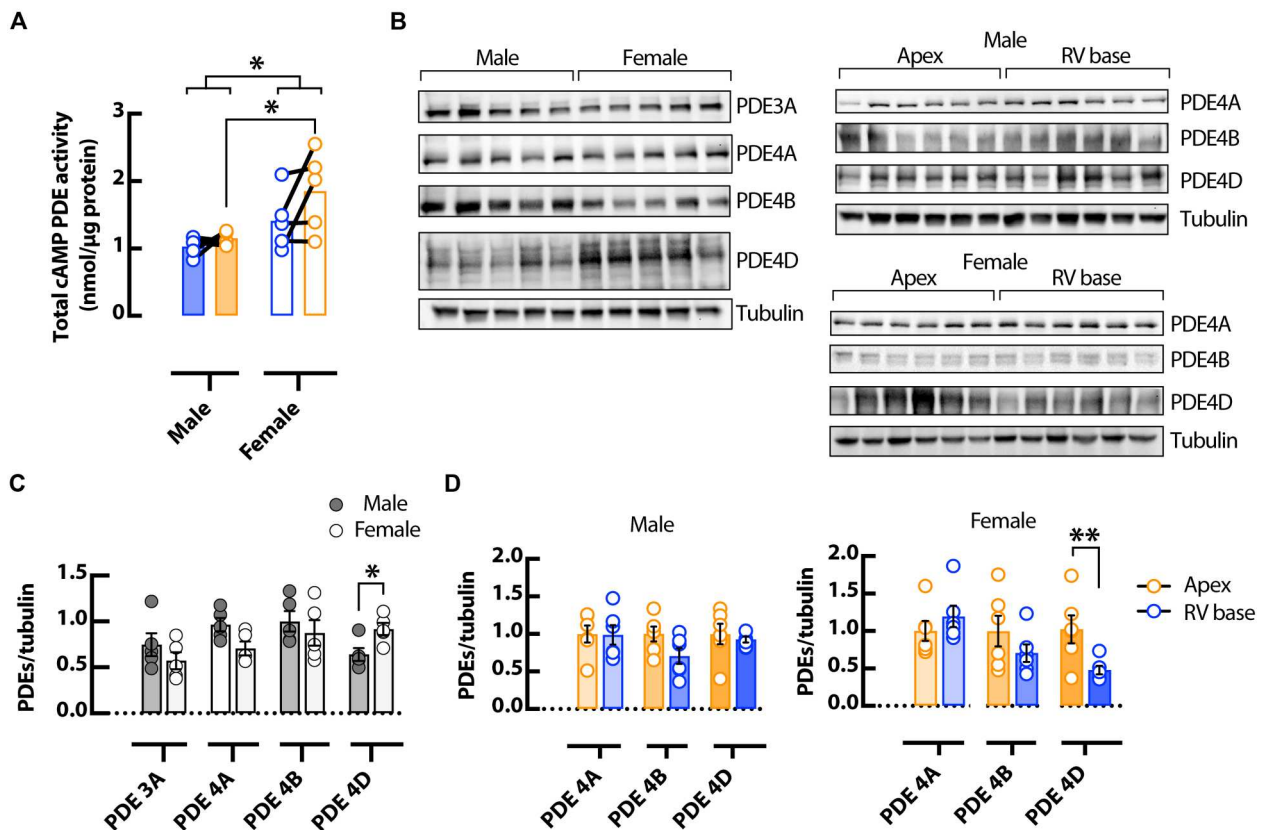 A
*
*
3
2
1
0
Total cAMP PDE activity
(nmol/µg protein)
Male
Female
B
Male
Female
PDE3A
PDE4A
PDE4B
PDE4D
Tubulin
Male
Apex
RV base
PDE4A
PDE4B
PDE4D
Tubulin
Female
Apex
RV base
PDE4A
PDE4B
PDE4D
Tubulin
C
Male
Female
PDEs/tubulin
1.5
1.0
0.5
0.0
*
PDE 3A
PDE 4A
PDE 4B
PDE 4D
D
Male
PDEs/tubulin
2.0
1.5
1.0
0.5
0.0
PDE 4A
PDE 4B
PDE 4D
Female
PDEs/tubulin
2.0
1.5
1.0
0.5
0.0
**
PDE 4A
PDE 4B
PDE 4D
Apex
RV base